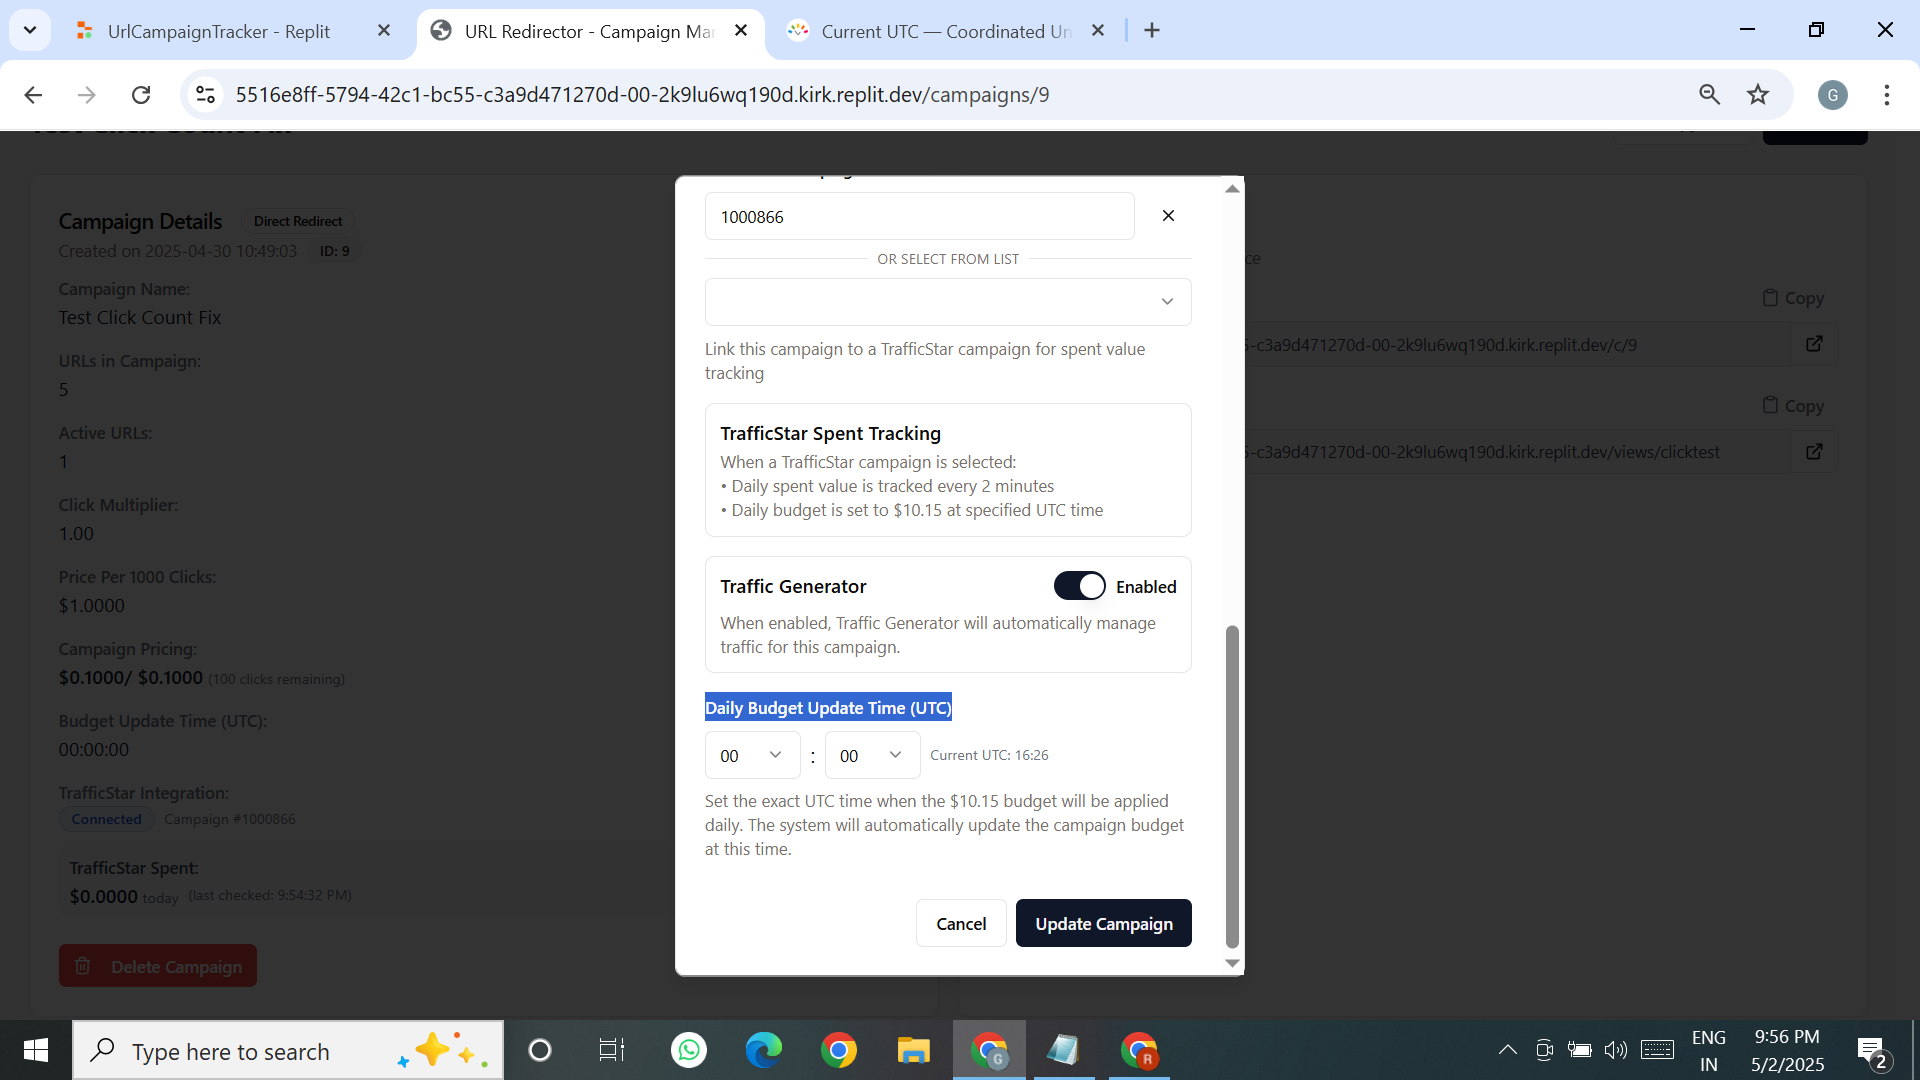 UrlCampaignTracker - Replit
URL Redirector - Campaign Mar
Current UTC — Coordinated Un
5516e8ff-5794-42c1-bc55-c3a9d471270d-00-2k9lu6wq190d.kirk.replit.dev/campaigns/9
G
Campaign Details
Direct Redirect
Created on 2025-04-30 10:49:03
ID: 9
Campaign Name:
Test Click Count Fix
URLs in Campaign:
5
Active URLs:
1
Click Multiplier:
1.00
Price Per 1000 Clicks:
$1.0000
Campaign Pricing:
$0.1000/ $0.1000 (100 clicks remaining)
Budget Update Time (UTC):
00:00:00
TrafficStar Integration:
Connected
Campaign #1000866
TrafficStar Spent:
$0.0000 today (last checked: 9:54:32 PM)
Delete Campaign
1000866
OR SELECT FROM LIST
Link this campaign to a TrafficStar campaign for spent value
tracking
TrafficStar Spent Tracking
When a TrafficStar campaign is selected:
• Daily spent value is tracked every 2 minutes
• Daily budget is set to $10.15 at specified UTC time
Traffic Generator
Enabled
When enabled, Traffic Generator will automatically manage
traffic for this campaign.
Daily Budget Update Time (UTC)
00 : 00 Current UTC: 16:26
Set the exact UTC time when the $10.15 budget will be applied
daily. The system will automatically update the campaign budget
at this time.
Cancel
Update Campaign
ce
Copy
5-c3a9d471270d-00-2k9lu6wq190d.kirk.replit.dev/c/9
Copy
5-c3a9d471270d-00-2k9lu6wq190d.kirk.replit.dev/views/clicktest
Type here to search
G
R
ENG
IN
9:56 PM
5/2/2025
2